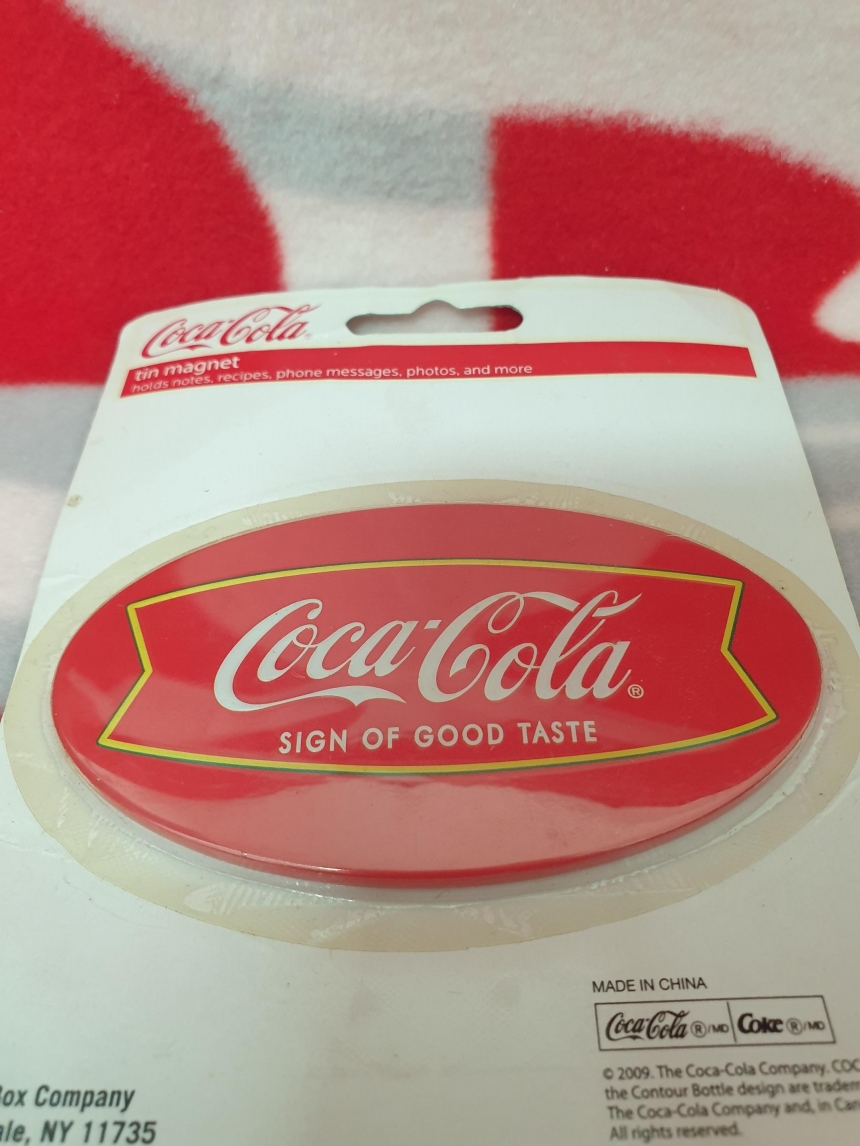 Coca-Cola
tin magnet
holds notes, recipes, phone messages, photos, and more
Coca-Cola®
SIGN OF GOOD TASTE
MADE IN CHINA
Coca-Cola ®/MD Coke ®/MD
© 2009. The Coca-Cola Company.
the Contour Bottle design are
The Coca-Cola Company and, in
All rights reserved.
Company
NY 11735